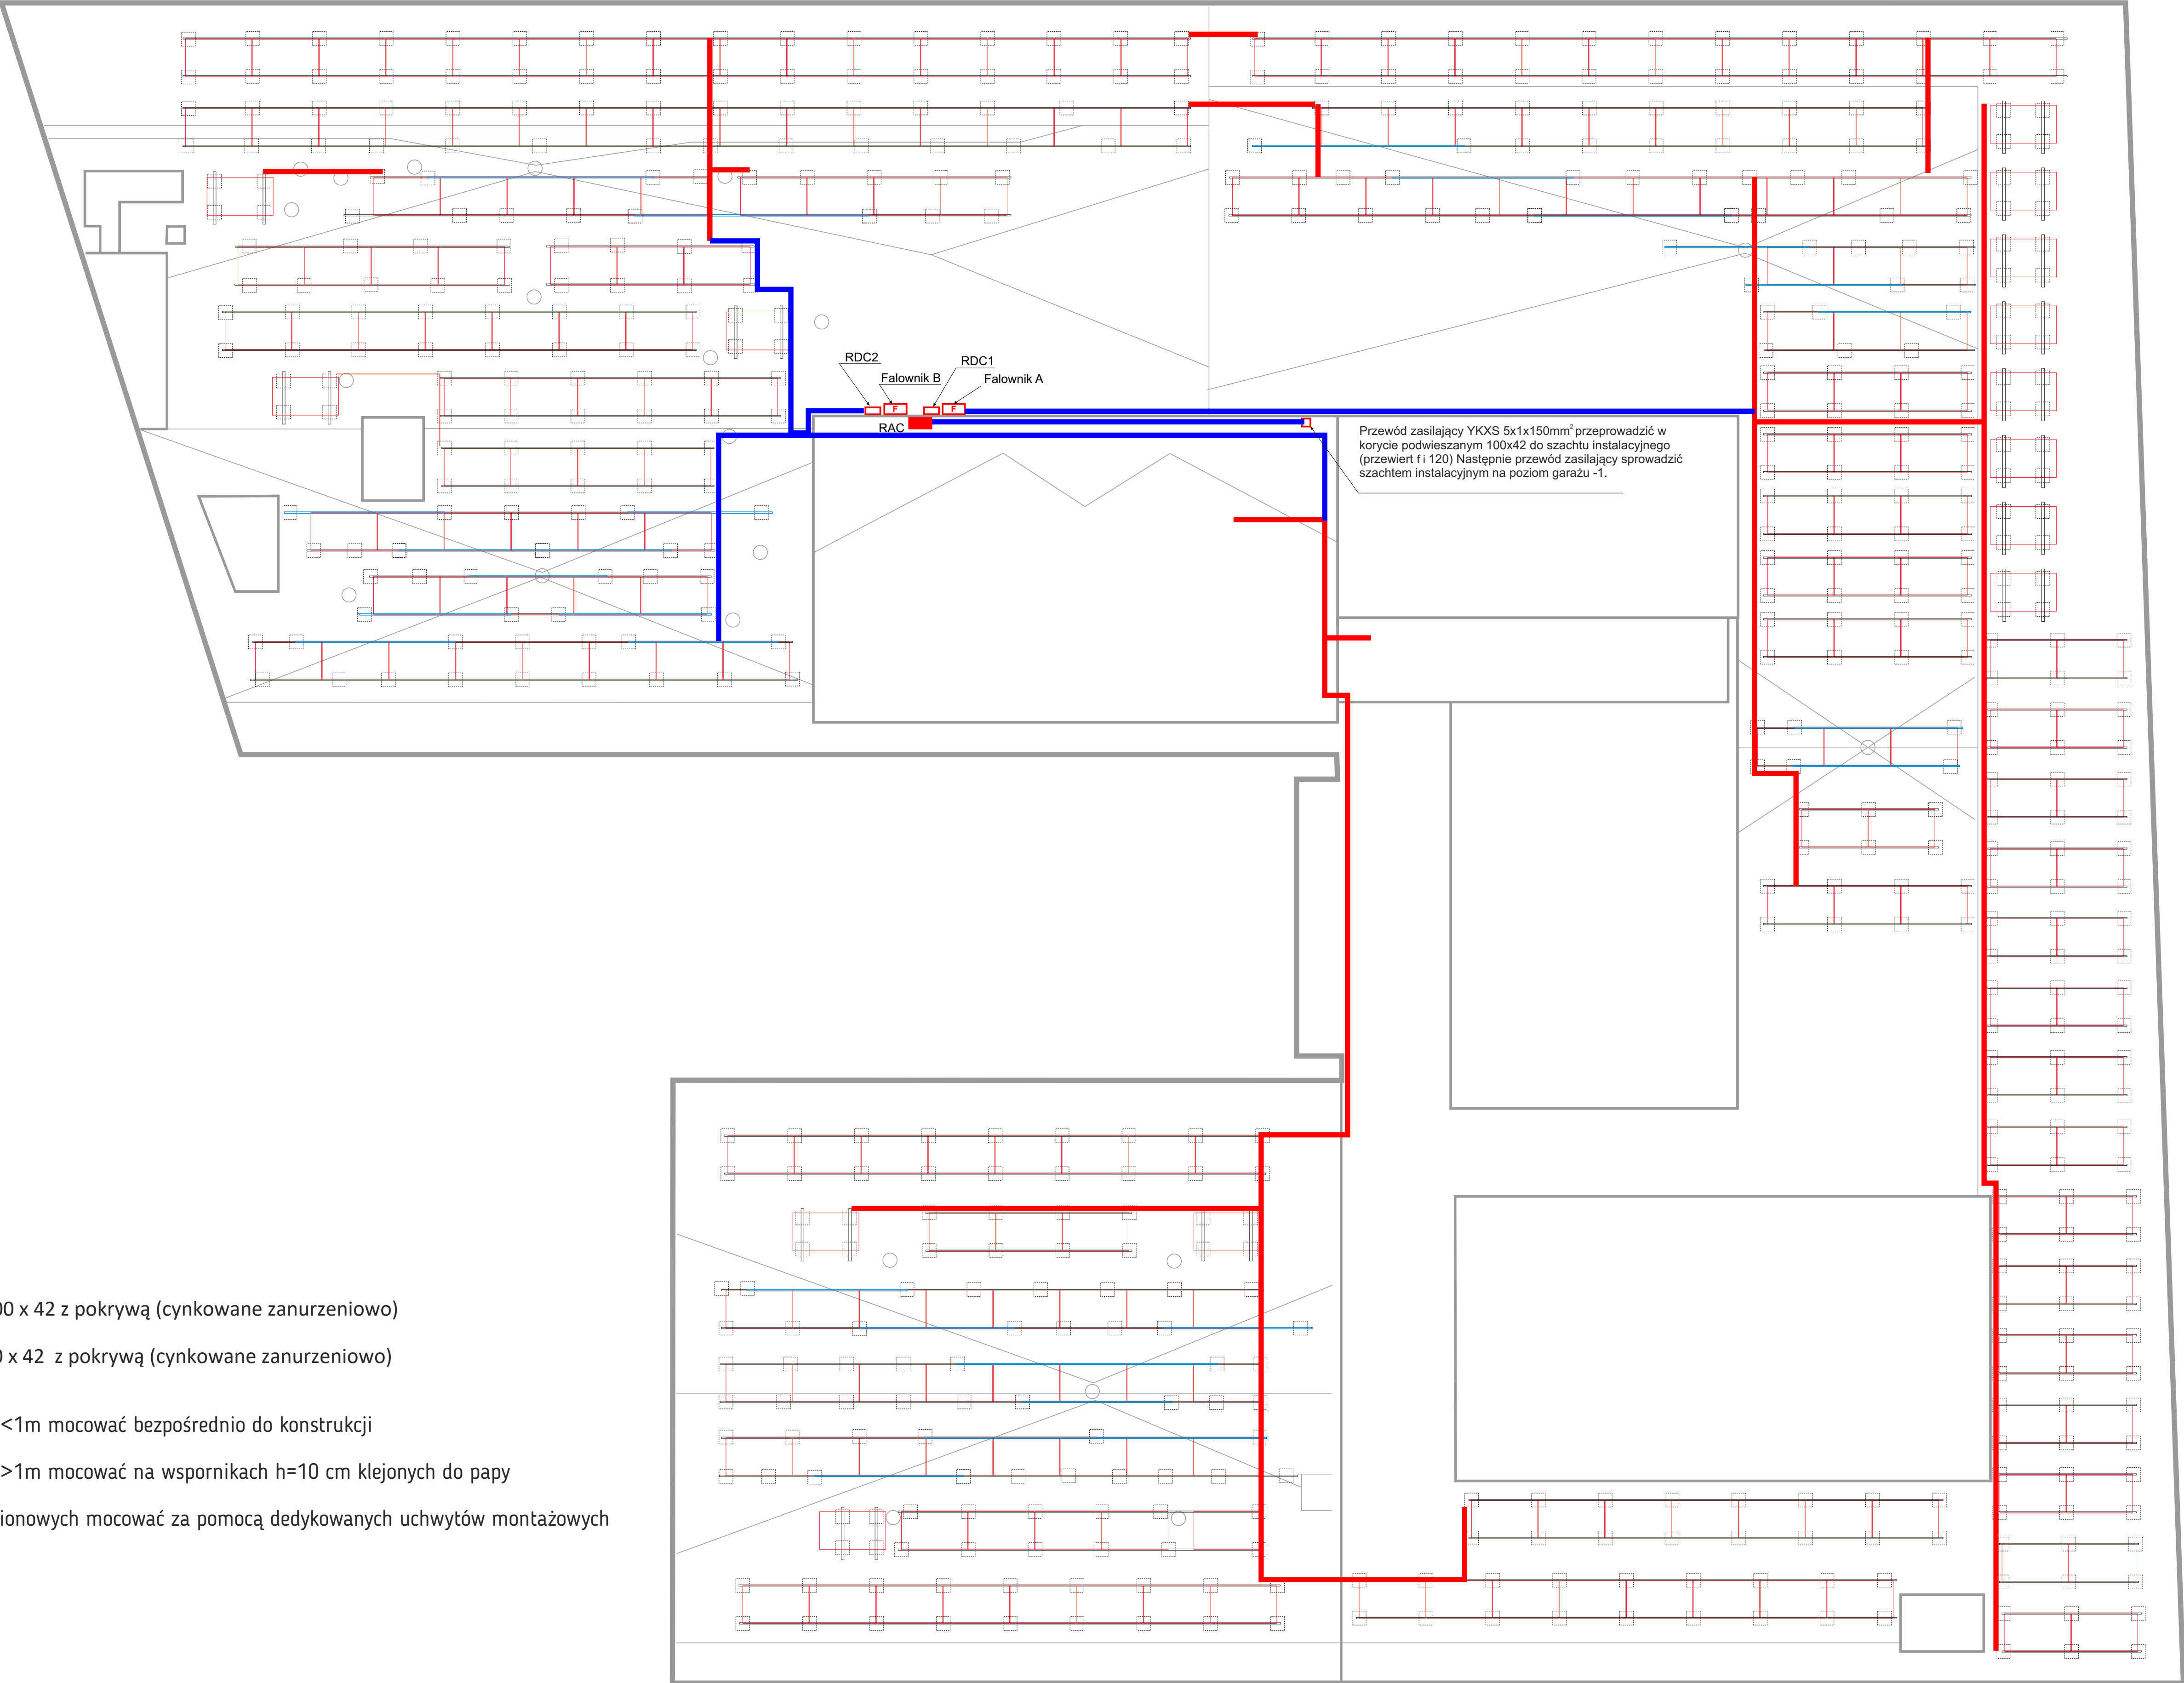 RDC2
RDC1
Falownik B
Falownik A
F
F
RAC
Przewód zasilający YKXS 5x1x150mm² przeprowadzić w
korycie podwieszanym 100x42 do szachtu instalacyjnego
(przewiert f i 120) Następnie przewód zasilający sprowadzić
szachtem instalacyjnym na poziom garażu -1.
00 x 42 z pokrywą (cynkowane zanurzeniowo)
0 x 42 z pokrywą (cynkowane zanurzeniowo)
<1m mocować bezpośrednio do konstrukcji
>1m mocować na wspornikach h=10 cm klejonych do papy
ionowych mocować za pomocą dedykowanych uchwytów montażowych